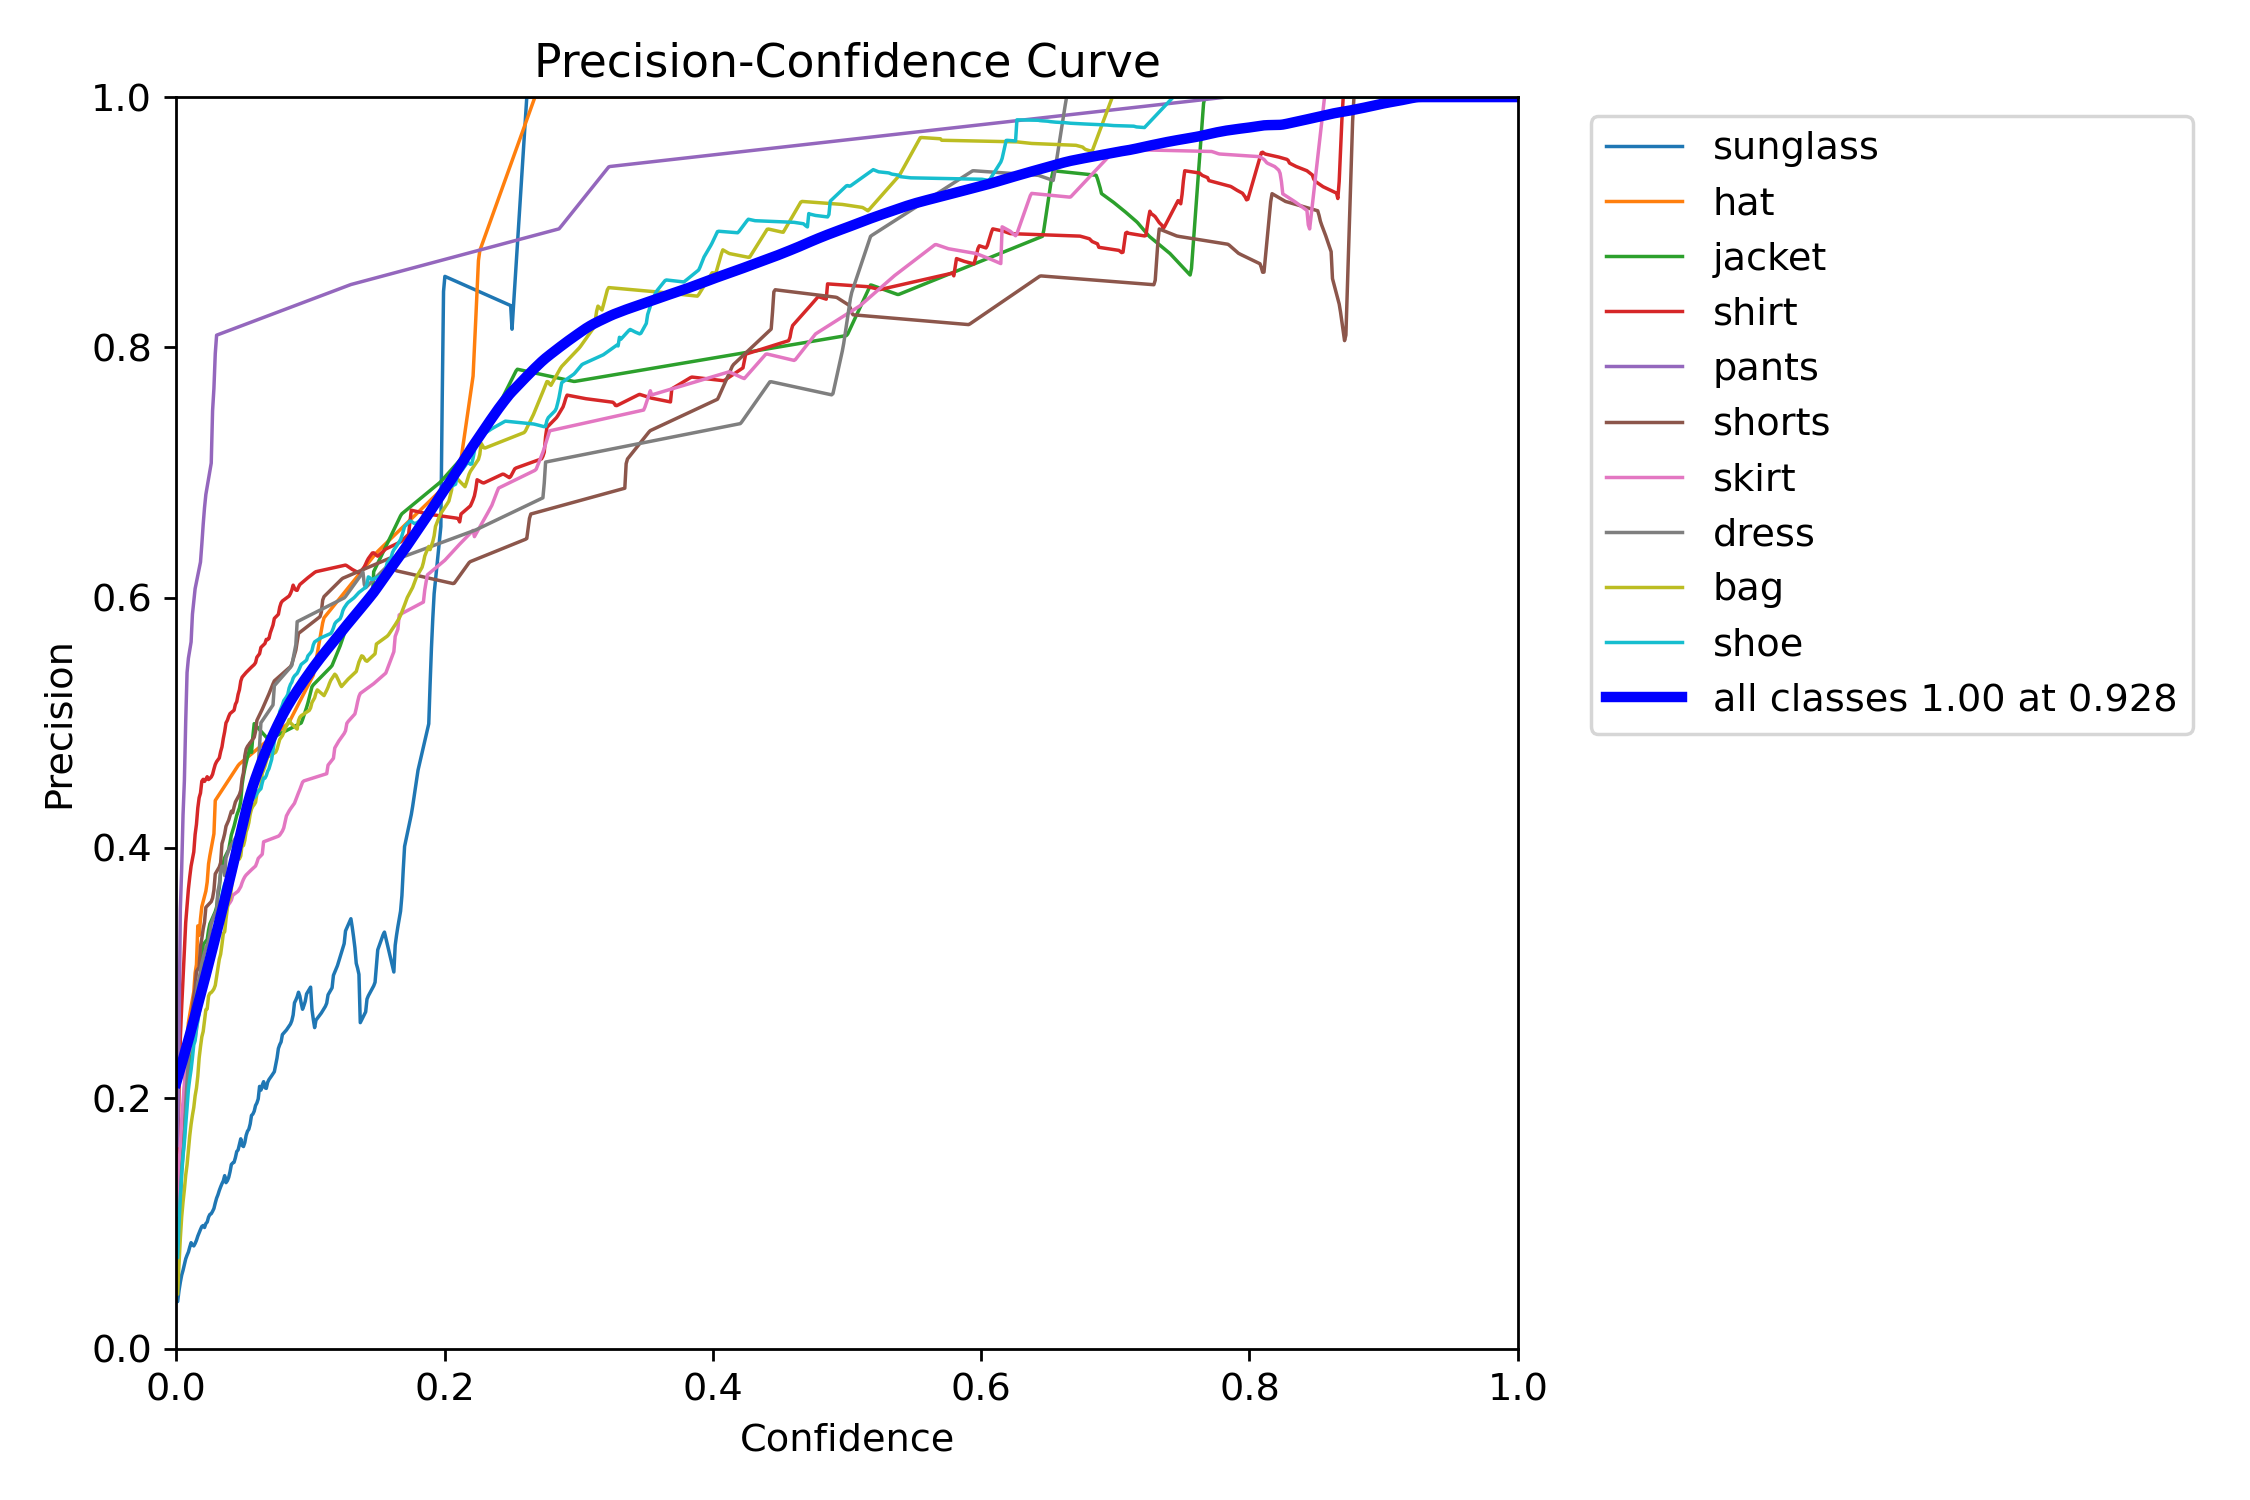 Precision-Confidence Curve
1.0
0.8
0.6
0.4
0.2
0.0
Precision
0.0 0.2 0.4 0.6 0.8 1.0
Confidence
sunglass
hat
jacket
shirt
pants
shorts
skirt
dress
bag
shoe
all classes 1.00 at 0.928